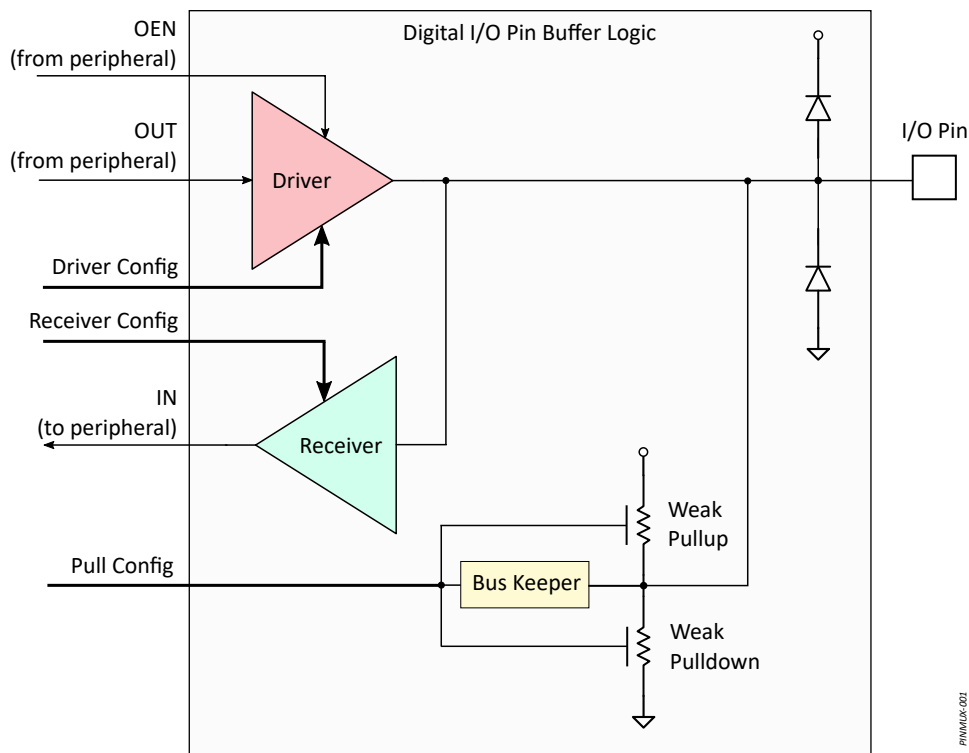 OEN
(from peripheral)
Digital I/O Pin Buffer Logic
OUT
(from peripheral)
I/O Pin
Driver
Driver Config
Receiver Config
IN
(to peripheral)
Receiver
Weak
Pullup
Pull Config
Bus Keeper
Weak
Pulldown
PINMUX-001